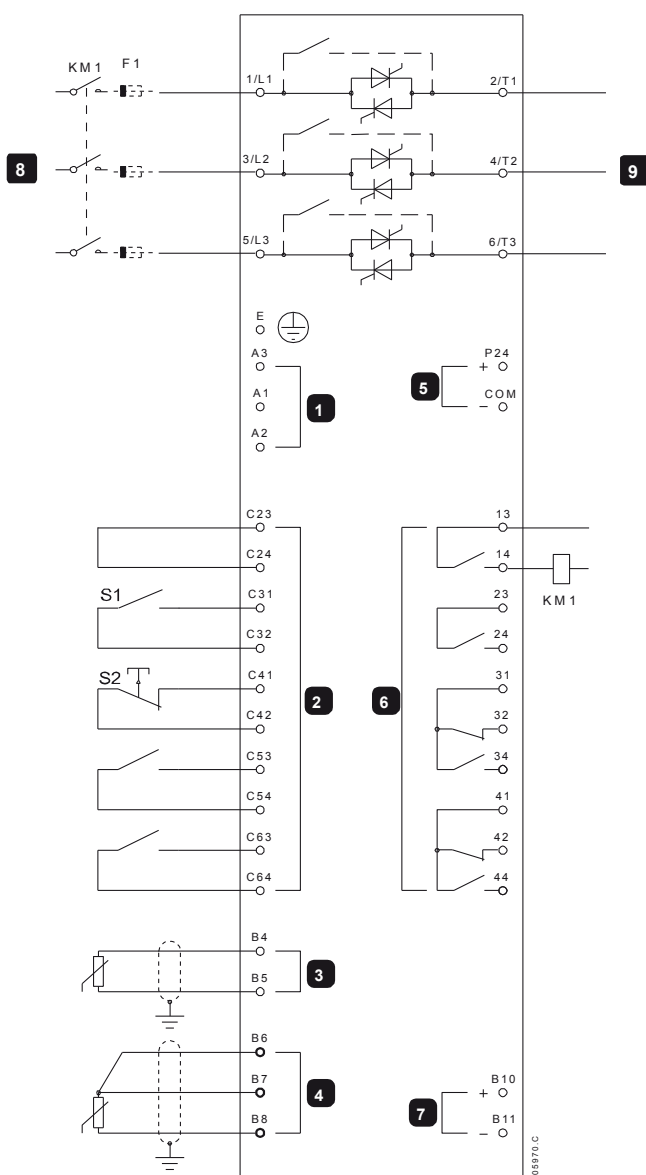 KM1 F1
1/L1 2/T1
8 3/L2 4/T2 9
5/L3 6/T3
E
A3 P24
+
5
A1 COM
1 -
A2
C23 13
C24 14
S1 C31 23 KM1
C32 24
S2 C41 31
2 6
C42 32
C53 34
C54 41
C63 42
C64 44
B4
3
B5
B6
B7 B10
4 7 +
B8 B11
-
05970.C